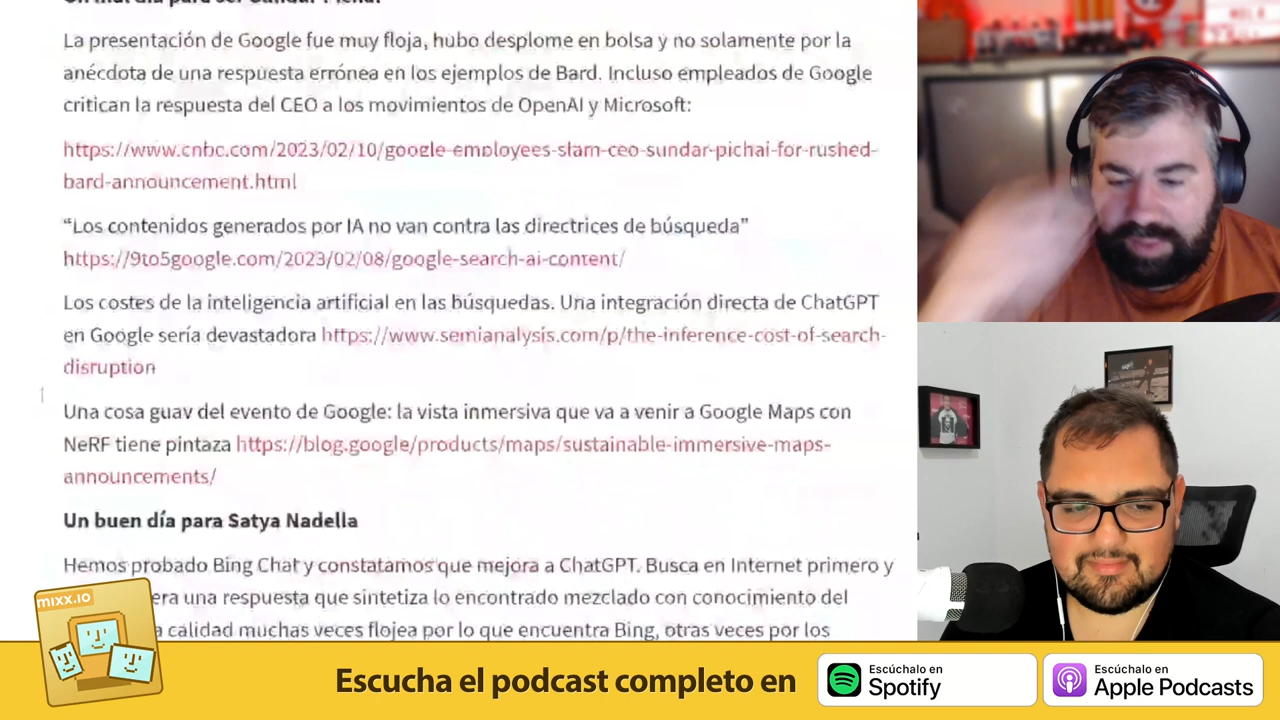 Un mal día para ser Sundar Pichai
La presentación de Google fue muy floja, hubo desplome en bolsa y no solamente por la
anécdota de una respuesta errónea en los ejemplos de Bard. Incluso empleados de Google
critican la respuesta del CEO a los movimientos de OpenAI y Microsoft:
https://www.cnbc.com/2023/02/10/google-employees-slam-ceo-sundar-pichai-for-rushed-
bard-announcement.html
“Los contenidos generados por IA no van contra las directrices de búsqueda”
https://9to5google.com/2023/02/08/google-search-ai-content/
Los costes de la inteligencia artificial en las búsquedas. Una integración directa de ChatGPT
en Google sería devastadora https://www.semianalysis.com/p/the-inference-cost-of-search-
disruption
Una cosa guay del evento de Google: la vista inmersiva que va a venir a Google Maps con
NeRF tiene pintaza https://blog.google/products/maps/sustainable-immersive-maps-
announcements/
Un buen día para Satya Nadella
Hemos probado Bing Chat y constatamos que mejora a ChatGPT. Busca en Internet primero y
era una respuesta que sintetiza lo encontrado mezclado con conocimiento del
a calidad muchas veces flojea por lo que encuentra Bing, otras veces por los
mixx.io
Escucha el podcast completo en
Escúchalo en
Spotify
Escúchalo en
Apple Podcasts